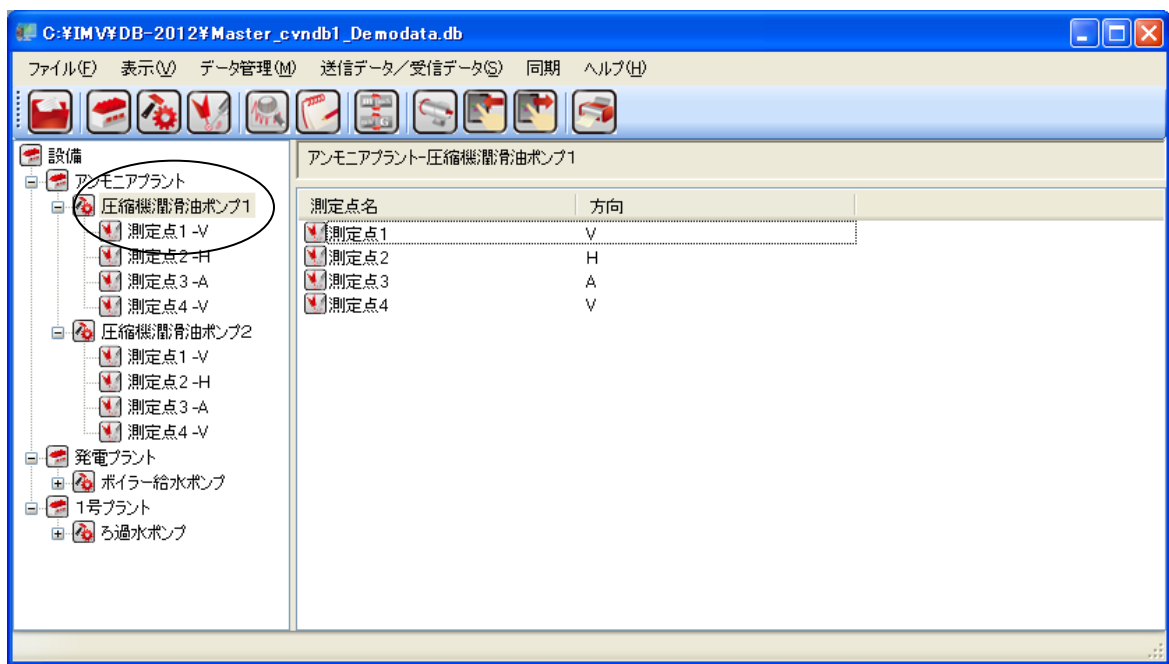 C:¥IMV¥DB-2012¥Master_cvndb1_Demodata.db
ファイル(F) 表示(V) データ管理(M) 送信データ／受信データ(S) 同期 ヘルプ(H)
設備
アンモニアプラント
圧縮機潤滑油ポンプ1
測定点1 -V
測定点2 -H
測定点3 -A
測定点4 -V
圧縮機潤滑油ポンプ2
測定点1 -V
測定点2 -H
測定点3 -A
測定点4 -V
発電プラント
ボイラー給水ポンプ
1号プラント
ろ過水ポンプ
アンモニアプラント-圧縮機潤滑油ポンプ1
測定点名 方向
測定点1 V
測定点2 H
測定点3 A
測定点4 V